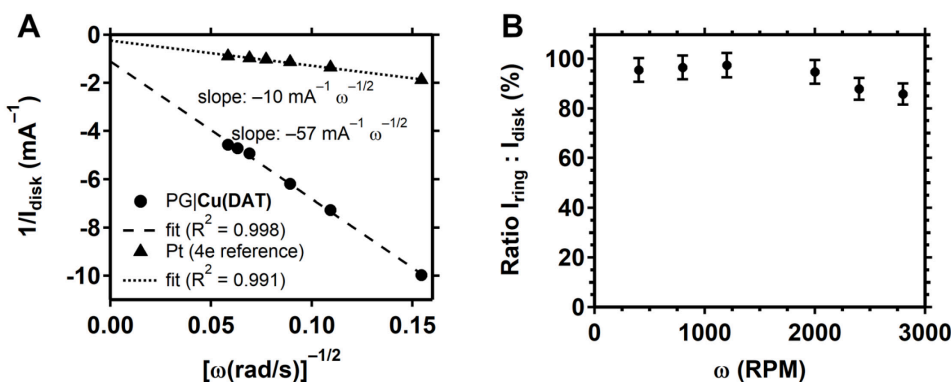 A
0
-2
-4
-6
-8
-10
1/I_disk (mA⁻¹)
slope: –10 mA⁻¹ ω⁻¹/²
slope: –57 mA⁻¹ ω⁻¹/²
PG|Cu(DAT)
fit (R² = 0.998)
Pt (4e reference)
fit (R² = 0.991)
0.00 0.05 0.10 0.15
[ω(rad/s)]⁻¹/²
B
100
80
60
40
20
0
Ratio I_ring : I_disk (%)
0 1000 2000 3000
ω (RPM)